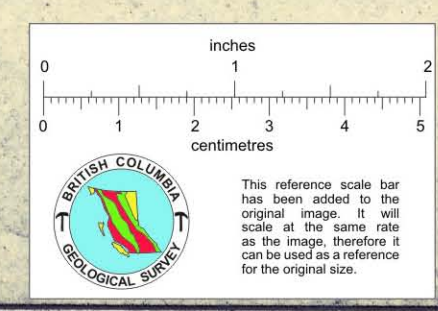 inches
0 1 2
0 1 2 3 4 5
centimetres
BRITISH COLUMBIA
GEOLOGICAL SURVEY
This reference scale bar
has been added to the
original image. It will
scale at the same rate
as the image, therefore it
can be used as a reference
for the original size.